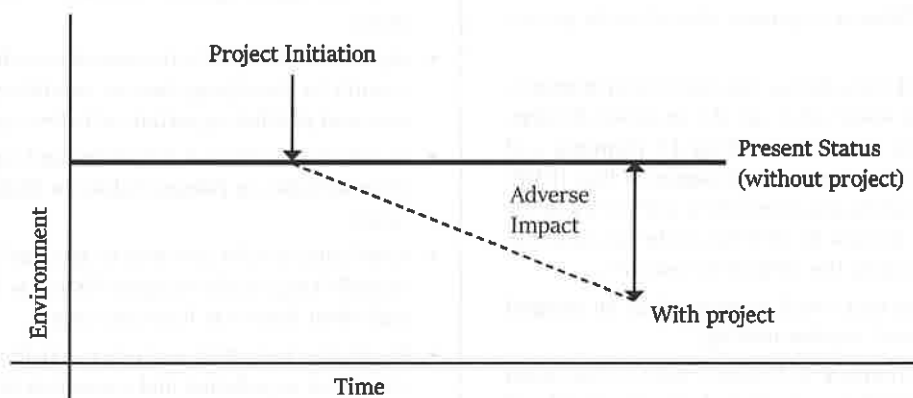 Project Initiation
Present Status
(without project)
Adverse
Impact
With project
Environment
Time